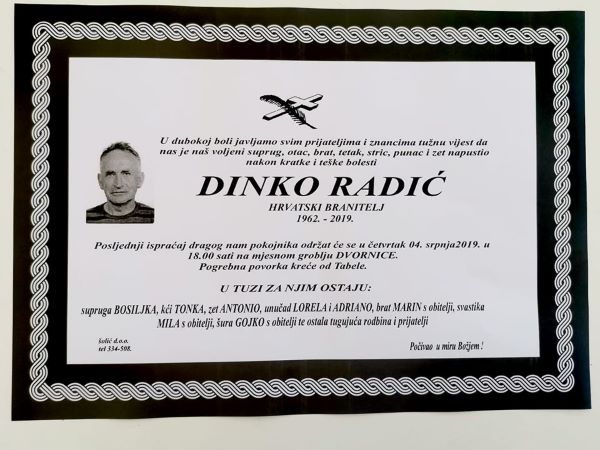 U dubokoj boli javljamo svim prijateljima i znancima tužnu vijest da
nas je naš voljeni suprug, otac, brat, tetak, stric, punac i zet napustio
nakon kratke i teške bolesti
DINKO RADIĆ
HRVATSKI BRANITELJ
1962. - 2019.
Posljednji ispraćaj dragog nam pokojnika održat će se u četvrtak 04. srpnja2019. u
18.00 sati na mjesnom groblju DVORNICE.
Pogrebna povorka kreće od Tabele.
U TUZI ZA NJIM OSTAJU:
supruga BOSILJKA, kći TONKA, zet ANTONIO, unučad LORELA i ADRIANO, brat MARIN s obitelji, svastika
MILA s obitelji, šura GOJKO s obitelji te ostala tugujuća rodbina i prijatelji
šolić d.o.o.
tel 334-508.
Počivao u miru Božjem !